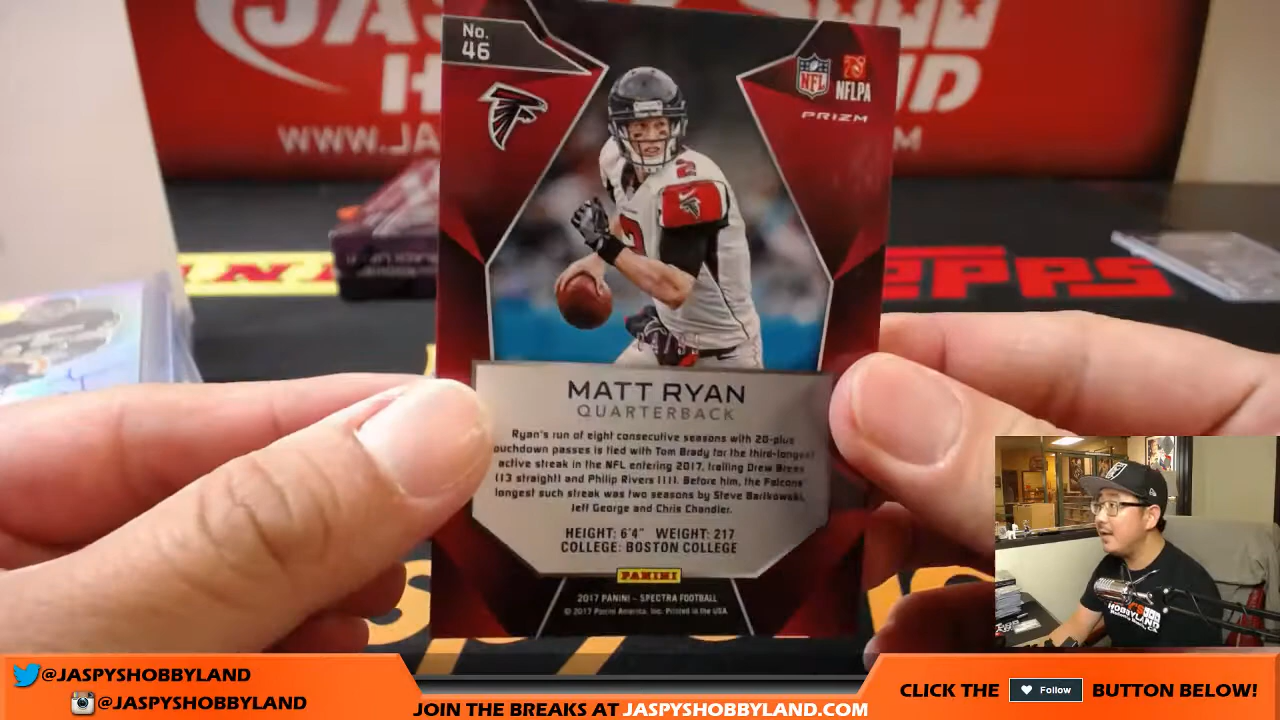 No.
46
NFL
NFLPA
PRIZM
WWW.JA
M
2
MATT RYAN
QUARTERBACK
Ryan's run of eight consecutive seasons with 20-plus
touchdown passes is tied with Tom Brady for the third-longest
active streak in the NFL entering 2017, trailing Drew Brees
(13 straight) and Philip Rivers (11). Before him, the Falcons'
longest such streak was two seasons by Steve Bartkowski,
Jeff George and Chris Chandler.
HEIGHT: 6'4" WEIGHT: 217
COLLEGE: BOSTON COLLEGE
PANINI
2017 PANINI - SPECTRA FOOTBALL
© 2017 Panini America, Inc. Printed in the USA
@JASPYSHOBBYLAND
@JASPYSHOBBYLAND
JOIN THE BREAKS AT JASPYSHOBBYLAND.COM
CLICK THE Follow BUTTON BELOW!